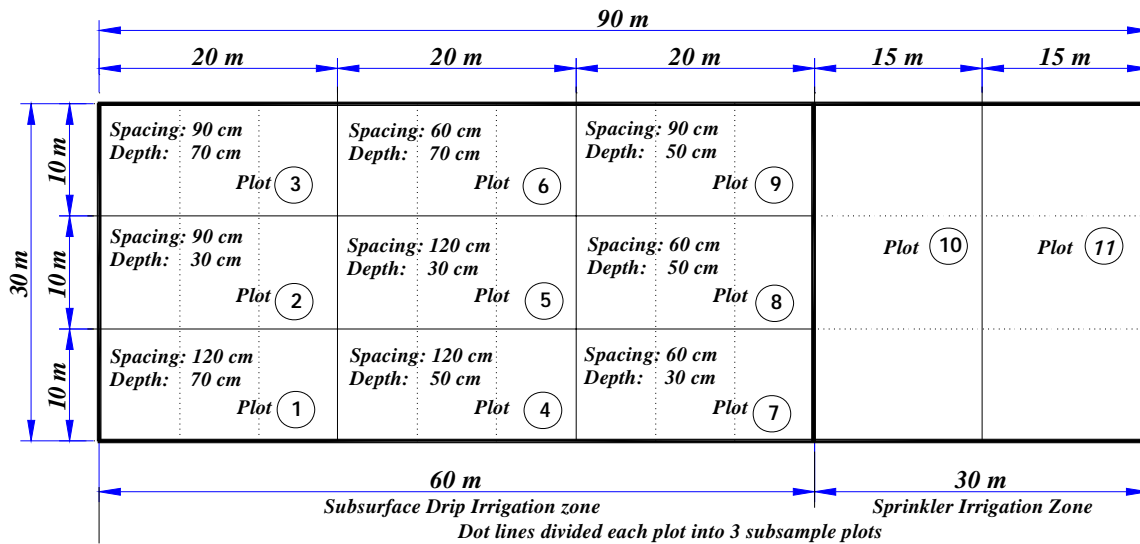 90 m
20 m 20 m 20 m 15 m 15 m
30 m
10 m
10 m
10 m
Spacing: 90 cm
Depth: 70 cm
Plot 3
Spacing: 60 cm
Depth: 70 cm
Plot 6
Spacing: 90 cm
Depth: 50 cm
Plot 9
Spacing: 90 cm
Depth: 30 cm
Plot 2
Spacing: 120 cm
Depth: 30 cm
Plot 5
Spacing: 60 cm
Depth: 50 cm
Plot 8
Plot 10
Plot 11
Spacing: 120 cm
Depth: 70 cm
Plot 1
Spacing: 120 cm
Depth: 50 cm
Plot 4
Spacing: 60 cm
Depth: 30 cm
Plot 7
60 m 30 m
Subsurface Drip Irrigation zone Sprinkler Irrigation Zone
Dot lines divided each plot into 3 subsample plots